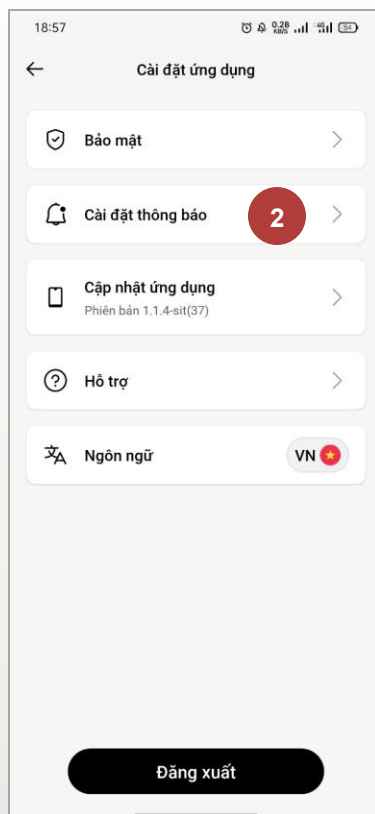 18:57 0.28 KB/S 4G 54
Cài đặt ứng dụng
Bảo mật
Cài đặt thông báo 2
Cập nhật ứng dụng
Phiên bản 1.1.4-sit(37)
Hỗ trợ
Ngôn ngữ VN
Đăng xuất